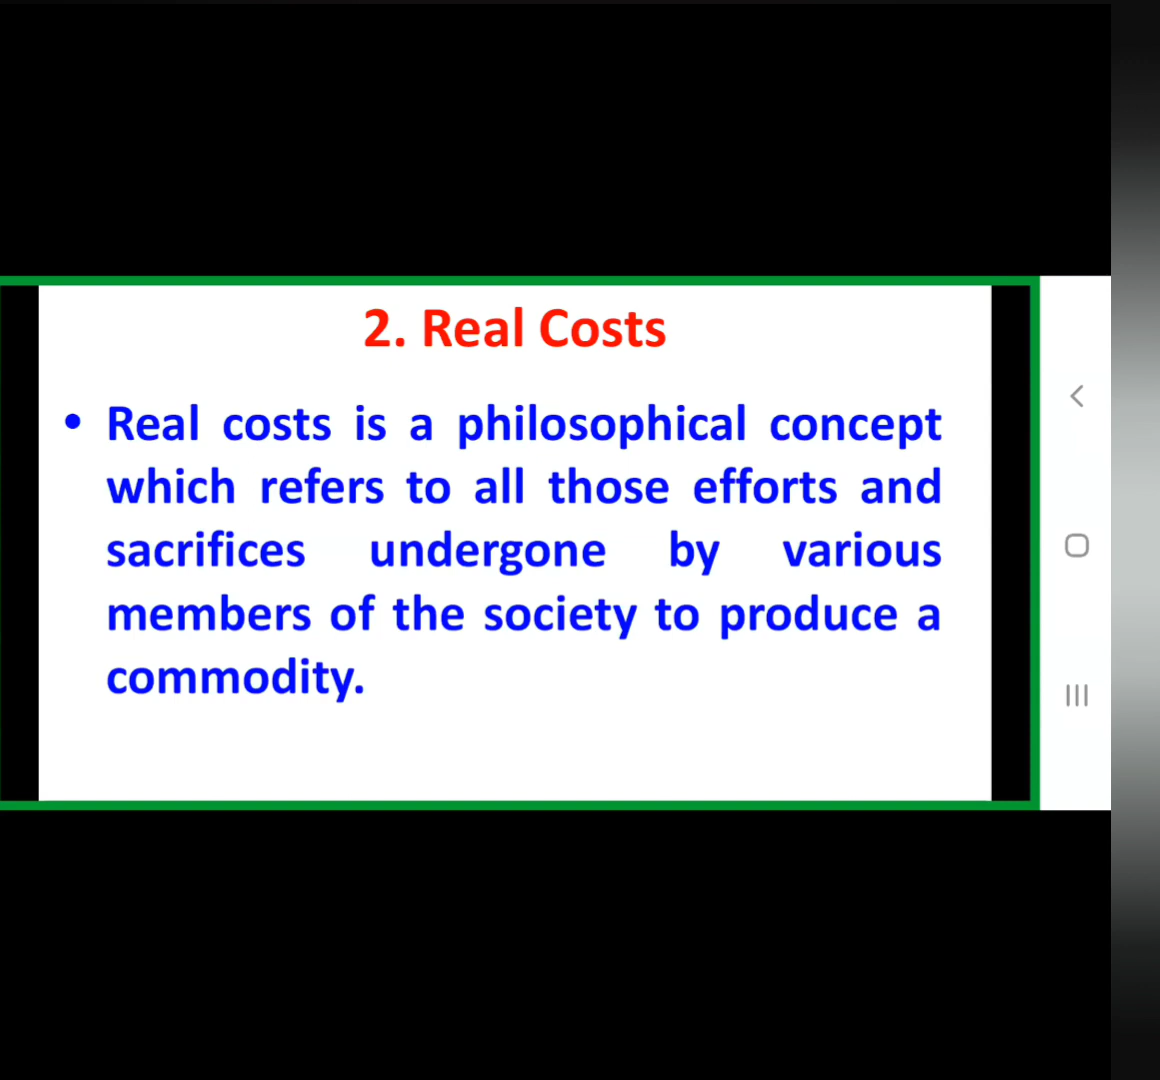 2. Real Costs
• Real costs is a philosophical concept
which refers to all those efforts and
sacrifices undergone by various
members of the society to produce a
commodity.